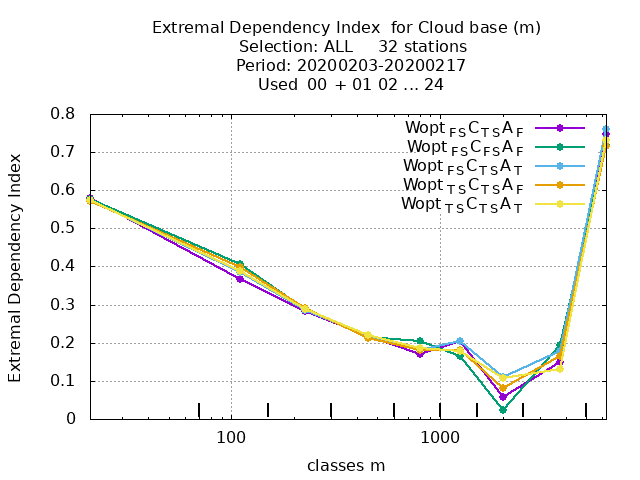 Extremal Dependency Index  for Cloud base (m)
Selection: ALL     32 stations
Period: 20200203-20200217
Used  00 + 01 02 ... 24
Wopt FS C TS A F
Wopt FS C FS A F
Wopt FS C TS A T
Wopt TS C TS A F
Wopt TS C TS A T
Extremal Dependency Index
0.8
0.7
0.6
0.5
0.4
0.3
0.2
0.1
0
100 1000
classes m